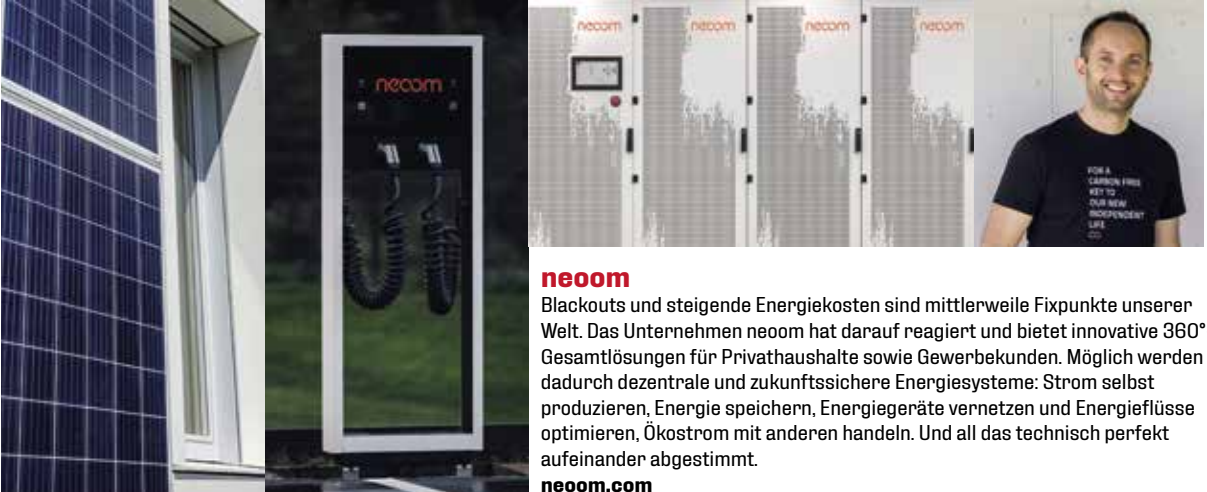 neoom
neoom
neoom
neoom
neoom
FOR A
CARBON FREE
KEY TO
OUR NEW
INDEPENDENT
LIFE
neoom
Blackouts und steigende Energiekosten sind mittlerweile Fixpunkte unserer
Welt. Das Unternehmen neoom hat darauf reagiert und bietet innovative 360°
Gesamtlösungen für Privathaushalte sowie Gewerbekunden. Möglich werden
dadurch dezentrale und zukunftssichere Energiesysteme: Strom selbst
produzieren, Energie speichern, Energiegeräte vernetzen und Energieflüsse
optimieren, Ökostrom mit anderen handeln. Und all das technisch perfekt
aufeinander abgestimmt.
neoom.com